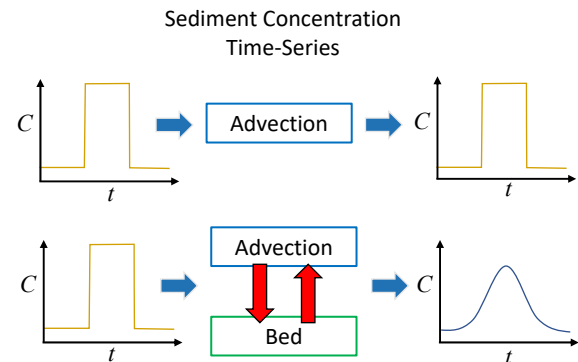 Sediment Concentration
Time-Series
C
Advection
C
t
t
C
Advection
C
Bed
t
t